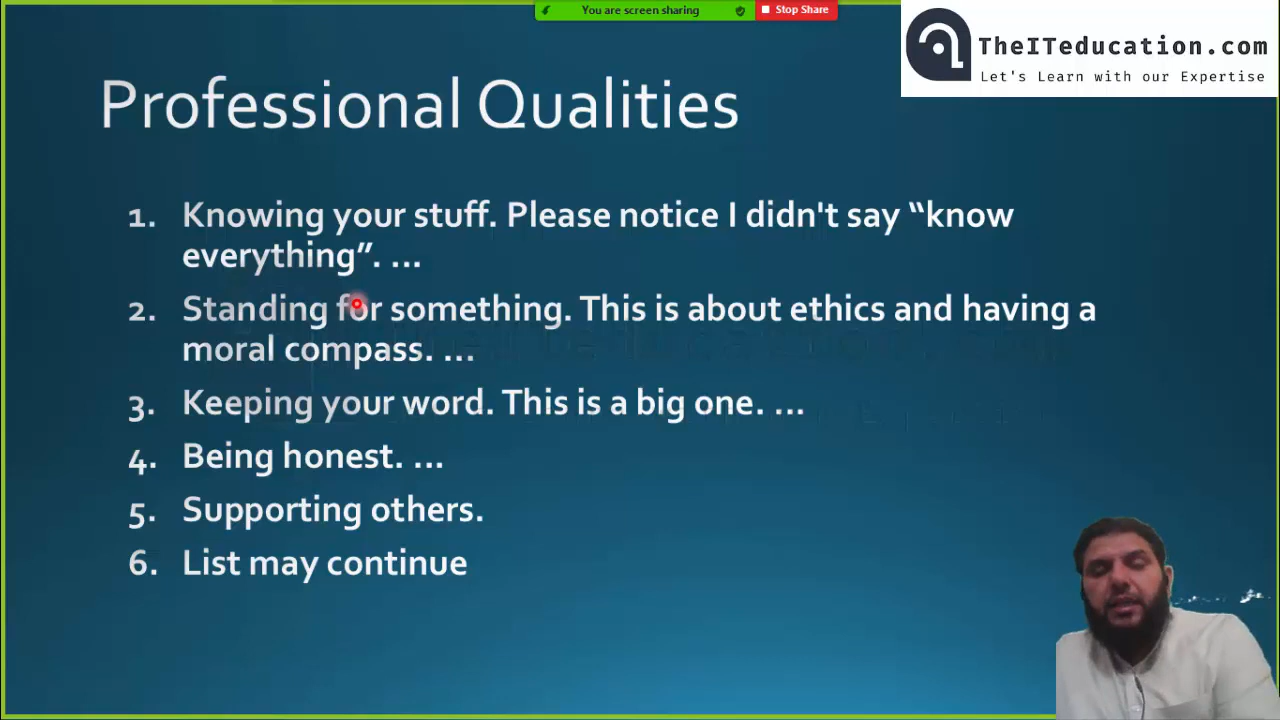 You are screen sharing
Stop Share
TheITeducation.com
Let's Learn with our Expertise
Professional Qualities
1. Knowing your stuff. Please notice I didn't say “know
everything”. ...
2. Standing for something. This is about ethics and having a
moral compass. ...
3. Keeping your word. This is a big one. ...
4. Being honest. ...
5. Supporting others.
6. List may continue